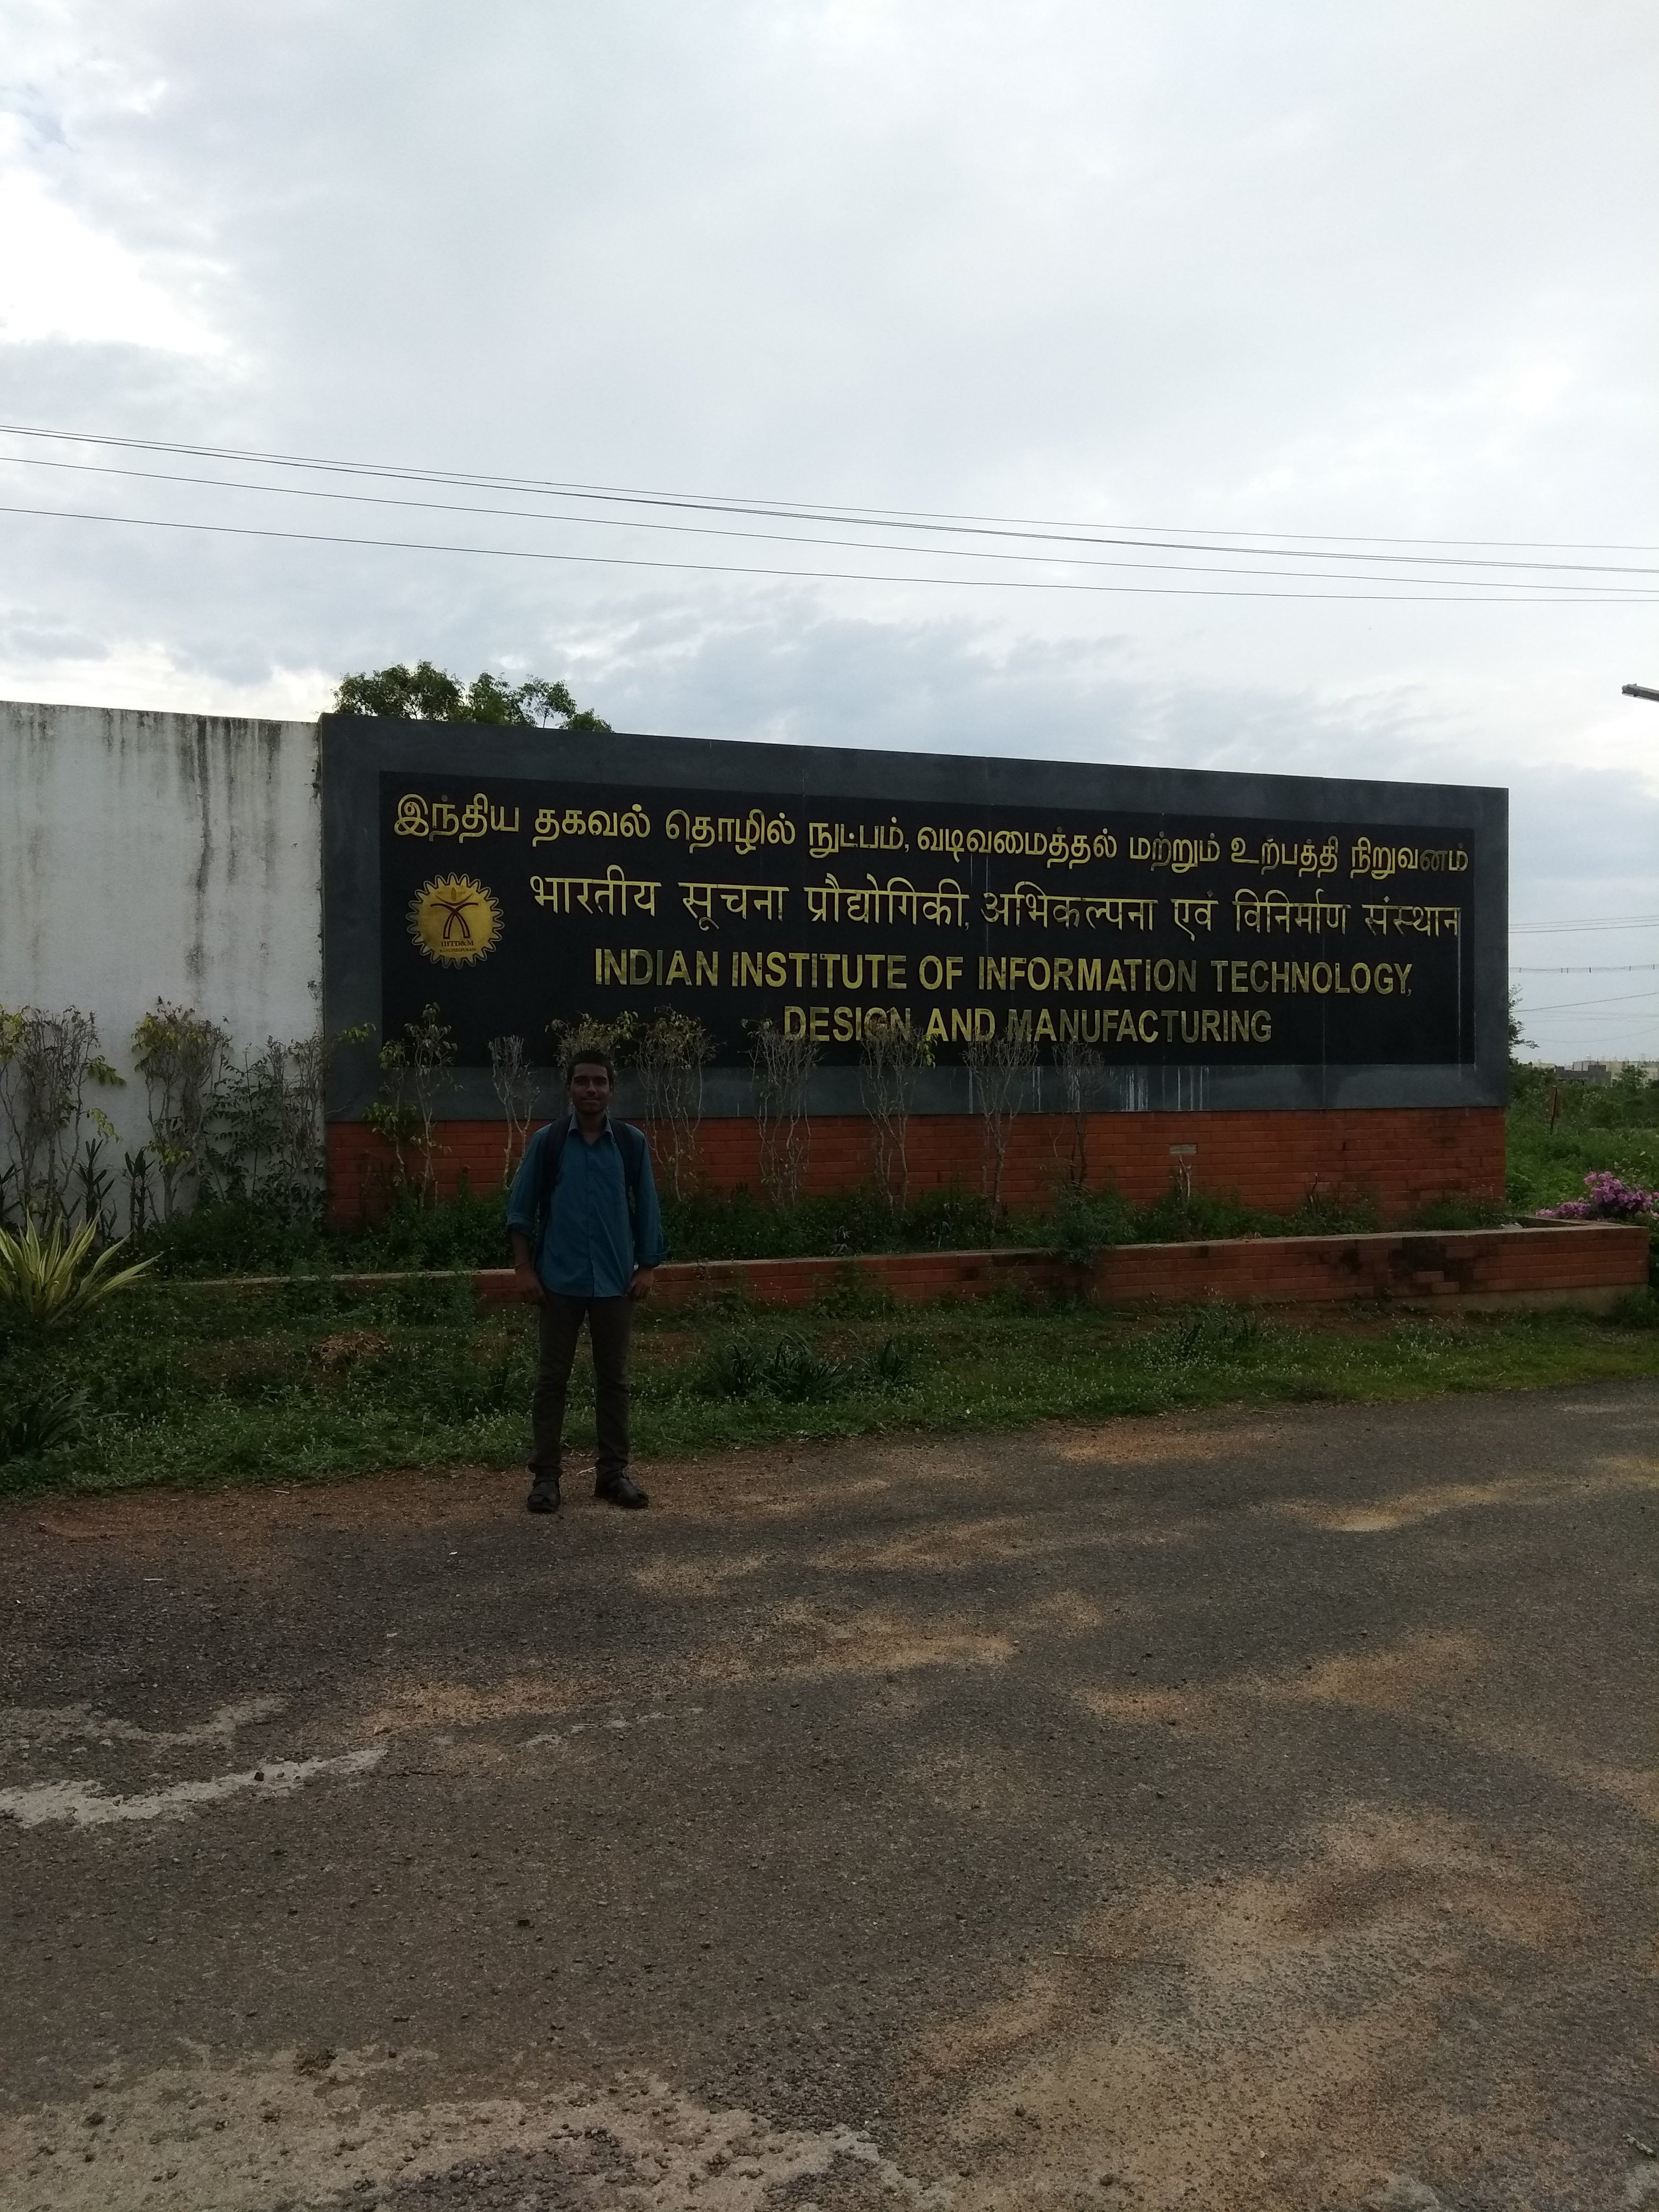 இந்திய தகவல் தொழில் நுட்பம், வடிவமைத்தல் மற்றும் உற்பத்தி நிறுவனம்
भारतीय सूचना प्रौद्योगिकी, अभिकल्पना एवं विनिर्माण संस्थान
IIITD&M
INDIAN INSTITUTE OF INFORMATION TECHNOLOGY,
DESIGN AND MANUFACTURING